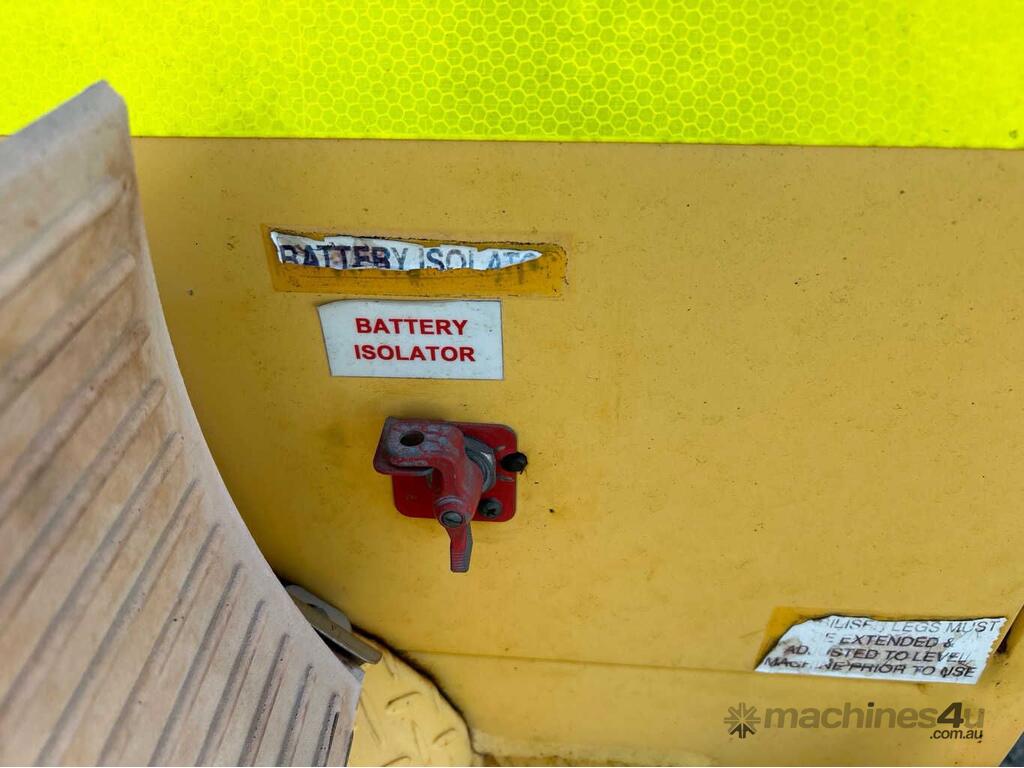 BATTERY ISOLATO
BATTERY
ISOLATOR
LEGS MUST
EXTENDED &
TO LEVEL
PRIOR TO USE
machines4u
.com.au